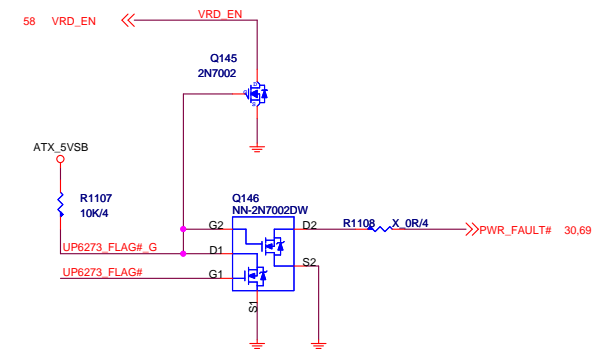 58 VRD_EN
VRD_EN
Q145
2N7002
ATX_5VSB
R1107
10K/4
Q146
NN-2N7002DW
G2
D2
R1108
X_0R/4
PWR_FAULT# 30,69
UP6273_FLAG#_G
D1
S2
UP6273_FLAG#
G1
S1